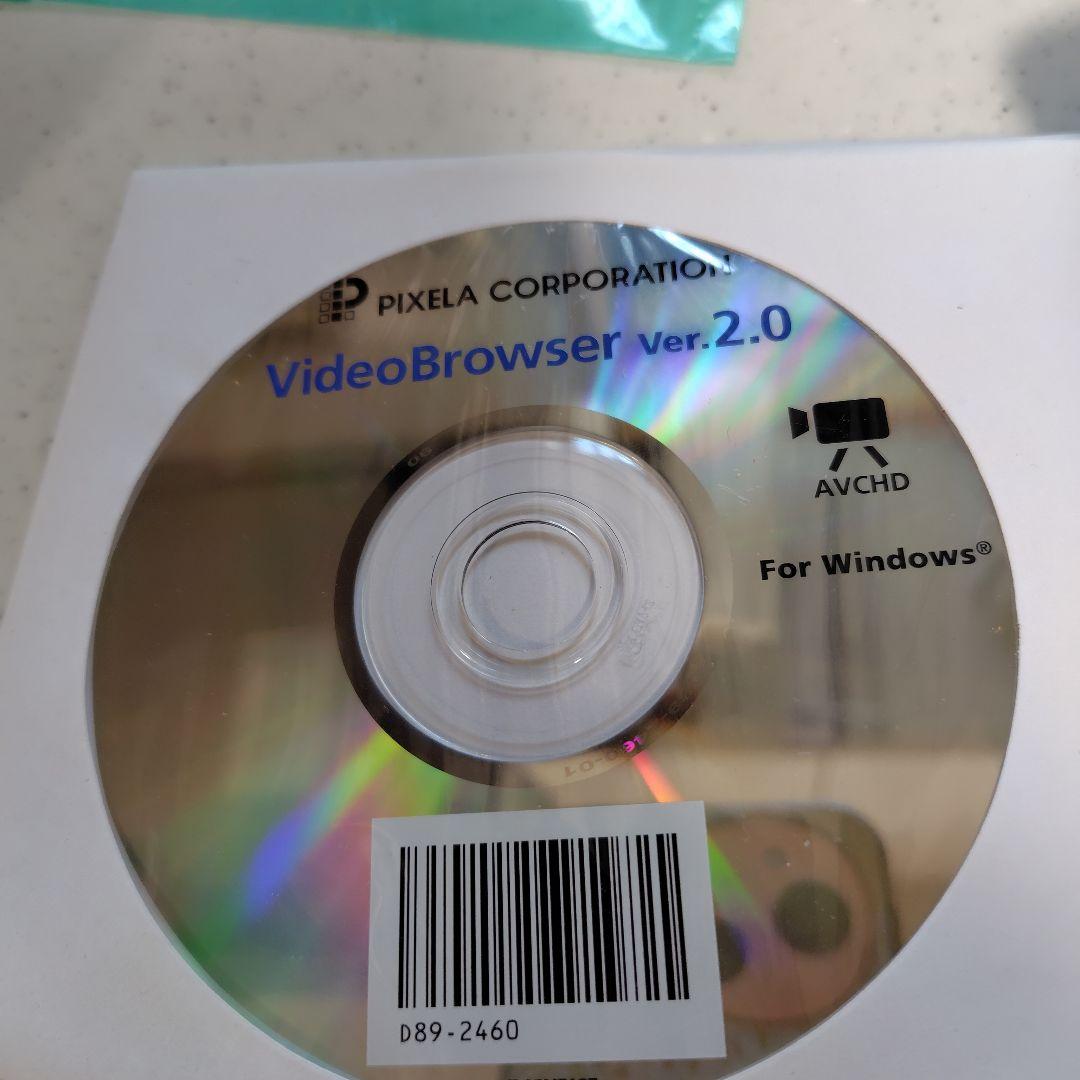 PIXELA CORPORATION
VideoBrowser Ver.2.0
AVCHD
For Windows®
D89-2460